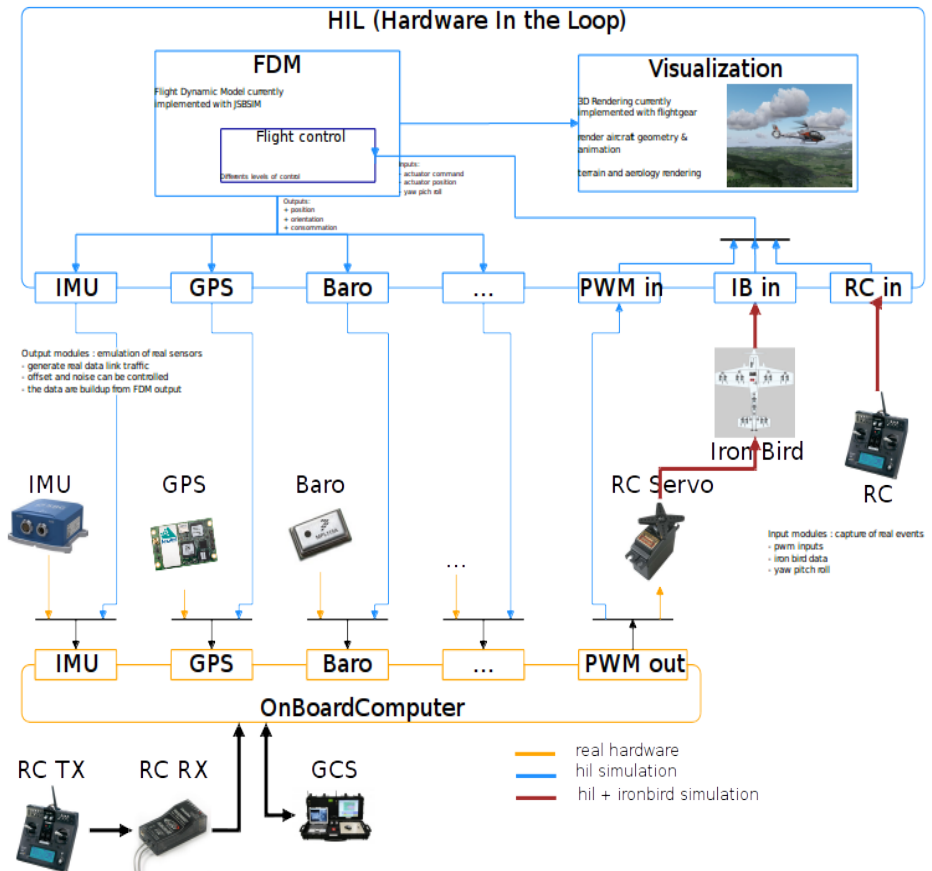 HIL (Hardware In the Loop)
FDM
Flight Dynamic Model currently
implemented with JSBSIM
Flight control
Differents levels of control
Visualization
3D Rendering currently
implemented with flightgear
render aircraft geometry &
animation
terrain and aerology rendering
Inputs:
- actuator command
- actuator position
- yaw pich roll
Outputs:
+ position
+ orientation
+ consommation
IMU
GPS
Baro
...
PWM in
IB in
RC in
Output modules : emulation of real sensors
- generate real data link traffic
- offset and noise can be controlled
- the data are buildup from FDM output
Iron Bird
IMU
GPS
Baro
...
RC Servo
RC
Input modules : capture of real events
- pwm inputs
- iron bird data
- yaw pitch roll
IMU
GPS
Baro
...
PWM out
OnBoardComputer
RC TX
RC RX
GCS
real hardware
hil simulation
hil + ironbird simulation